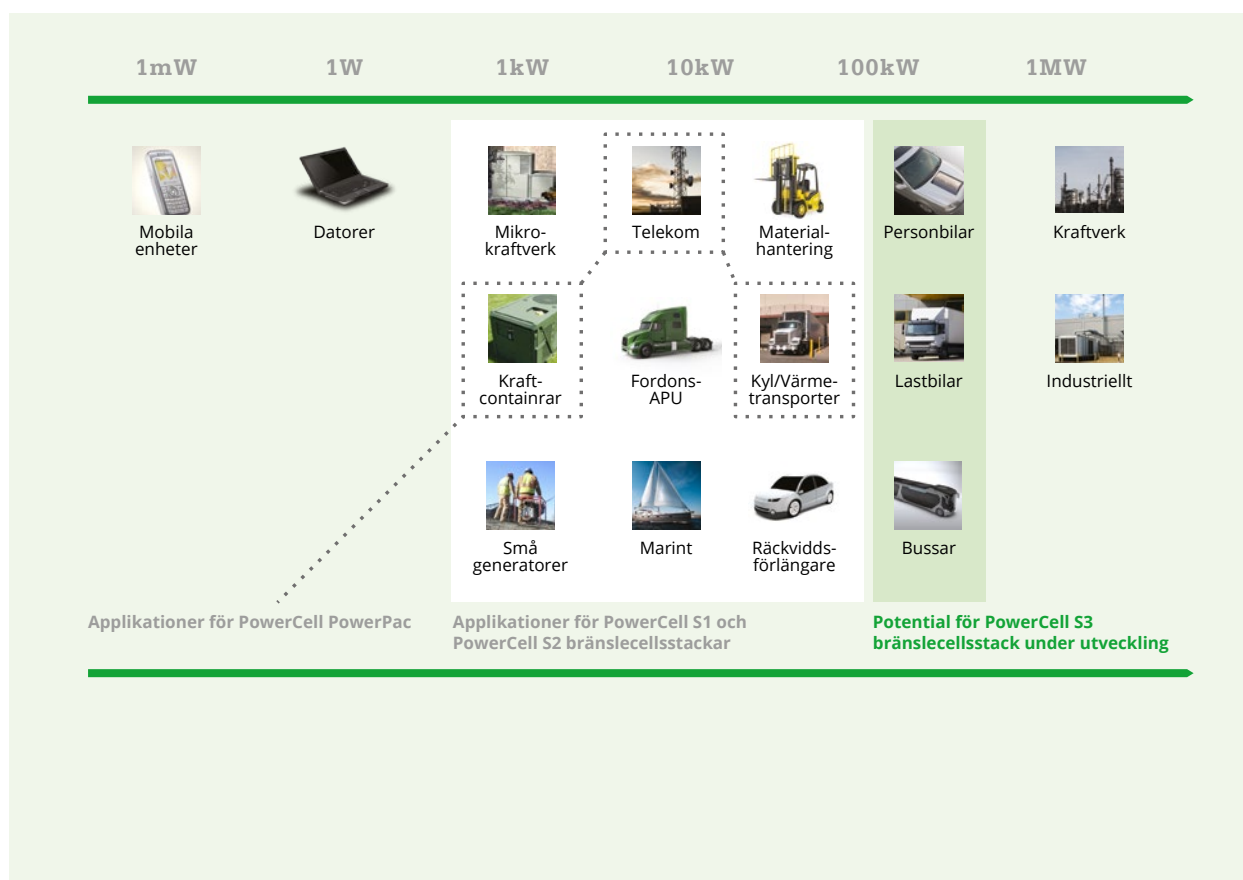 1mW 1W 1kW 10kW 100kW 1MW
Mobila
enheter
Datorer
Mikro-
kraftverk
Telekom
Material-
hantering
Personbilar
Kraftverk
Kraft-
containrar
Fordons-
APU
Kyl/Värme-
transporter
Lastbilar
Industriellt
Små
generatorer
Marint
Räckvidds-
förlängare
Bussar
Applikationer för PowerCell PowerPac
Applikationer för PowerCell S1 och
PowerCell S2 bränslecellsstackar
Potential för PowerCell S3
bränslecellsstack under utveckling